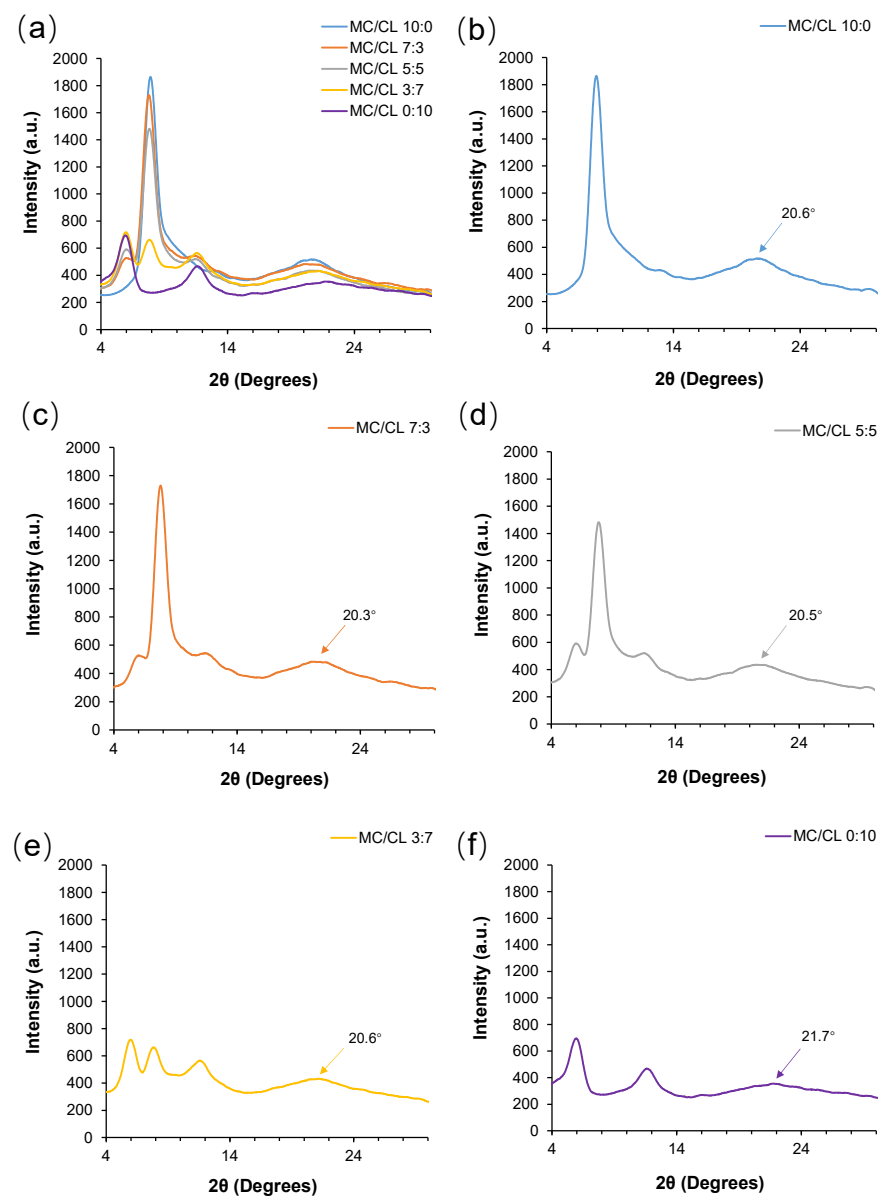 (a)
MC/CL 10:0
MC/CL 7:3
MC/CL 5:5
MC/CL 3:7
MC/CL 0:10
2000
1800
1600
1400
1200
1000
800
600
400
200
0
Intensity (a.u.)
4 14 24
2θ (Degrees)
(b)
MC/CL 10:0
2000
1800
1600
1400
1200
1000
800
600
400
200
0
Intensity (a.u.)
20.6°
4 14 24
2θ (Degrees)
(c)
MC/CL 7:3
2000
1800
1600
1400
1200
1000
800
600
400
200
0
Intensity (a.u.)
20.3°
4 14 24
2θ (Degrees)
(d)
MC/CL 5:5
2000
1800
1600
1400
1200
1000
800
600
400
200
0
Intensity (a.u.)
20.5°
4 14 24
2θ (Degrees)
(e)
MC/CL 3:7
2000
1800
1600
1400
1200
1000
800
600
400
200
0
Intensity (a.u.)
20.6°
4 14 24
2θ (Degrees)
(f)
MC/CL 0:10
2000
1800
1600
1400
1200
1000
800
600
400
200
0
Intensity (a.u.)
21.7°
4 14 24
2θ (Degrees)